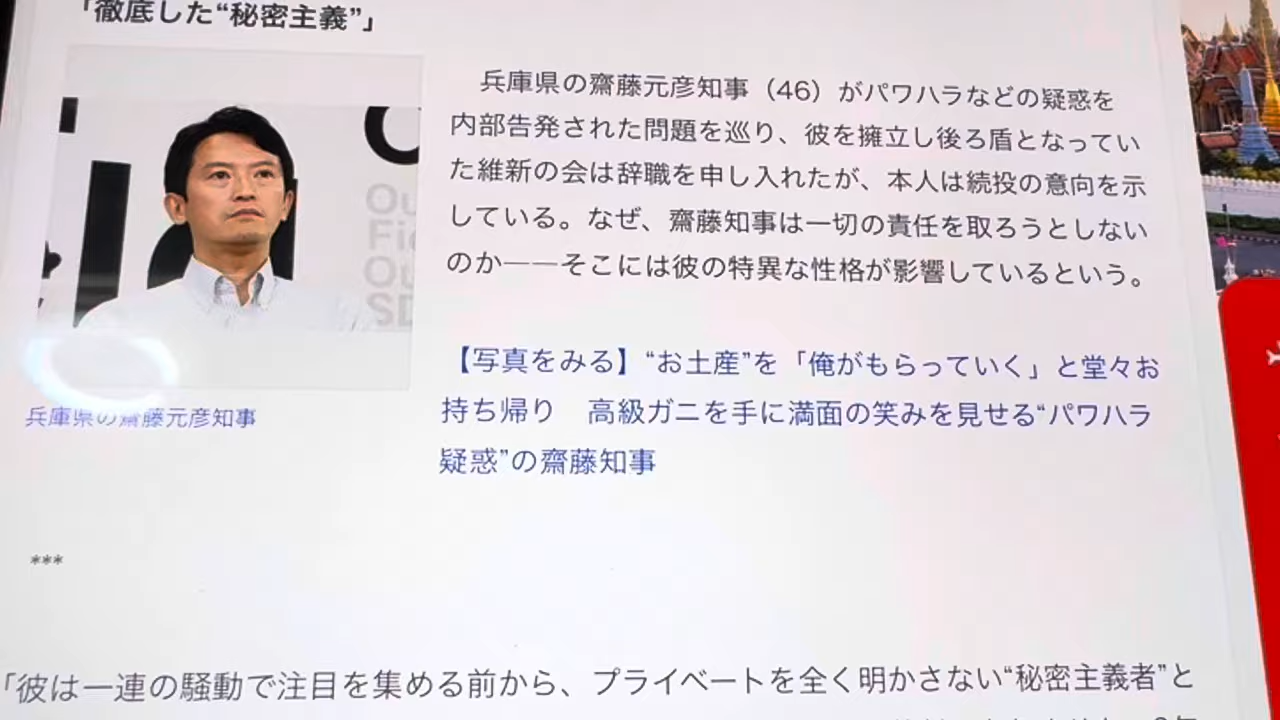 「徹底した“秘密主義”」
兵庫県の齋藤元彦知事（46）がパワハラなどの疑惑を
内部告発された問題を巡り、彼を擁立し後ろ盾となってい
た維新の会は辞職を申し入れたが、本人は続投の意向を示
している。なぜ、齋藤知事は一切の責任を取ろうとしない
のか――そこには彼の特異な性格が影響しているという。
【写真をみる】“お土産”を「俺がもらっていく」と堂々お
持ち帰り　高級ガニを手に満面の笑みを見せる“パワハラ
疑惑”の齋藤知事
兵庫県の齋藤元彦知事
***
「彼は一連の騒動で注目を集める前から、プライベートを全く明かさない“秘密主義者”と